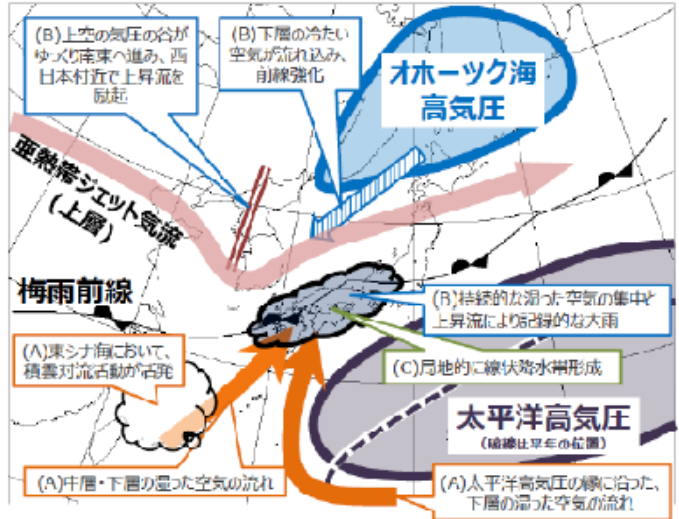 (B)上空の気圧の谷が
ゆっくり南東へ進み、西
日本付近で上昇流を
励起
(B)下層の冷たい
空気が流れ込み、
前線強化
オホーツク海
高気圧
亜熱帯ジェット気流
(上層)
梅雨前線
(B)持続的な湿った空気の集中と
上昇流により記録的な大雨
(A)東シナ海において、
積雲対流活動が活発
(C)局地的に線状降水帯形成
太平洋高気圧
(破線は平年の位置)
(A)中層・下層の湿った空気の流れ
(A)太平洋高気圧の縁に沿った、
下層の湿った空気の流れ